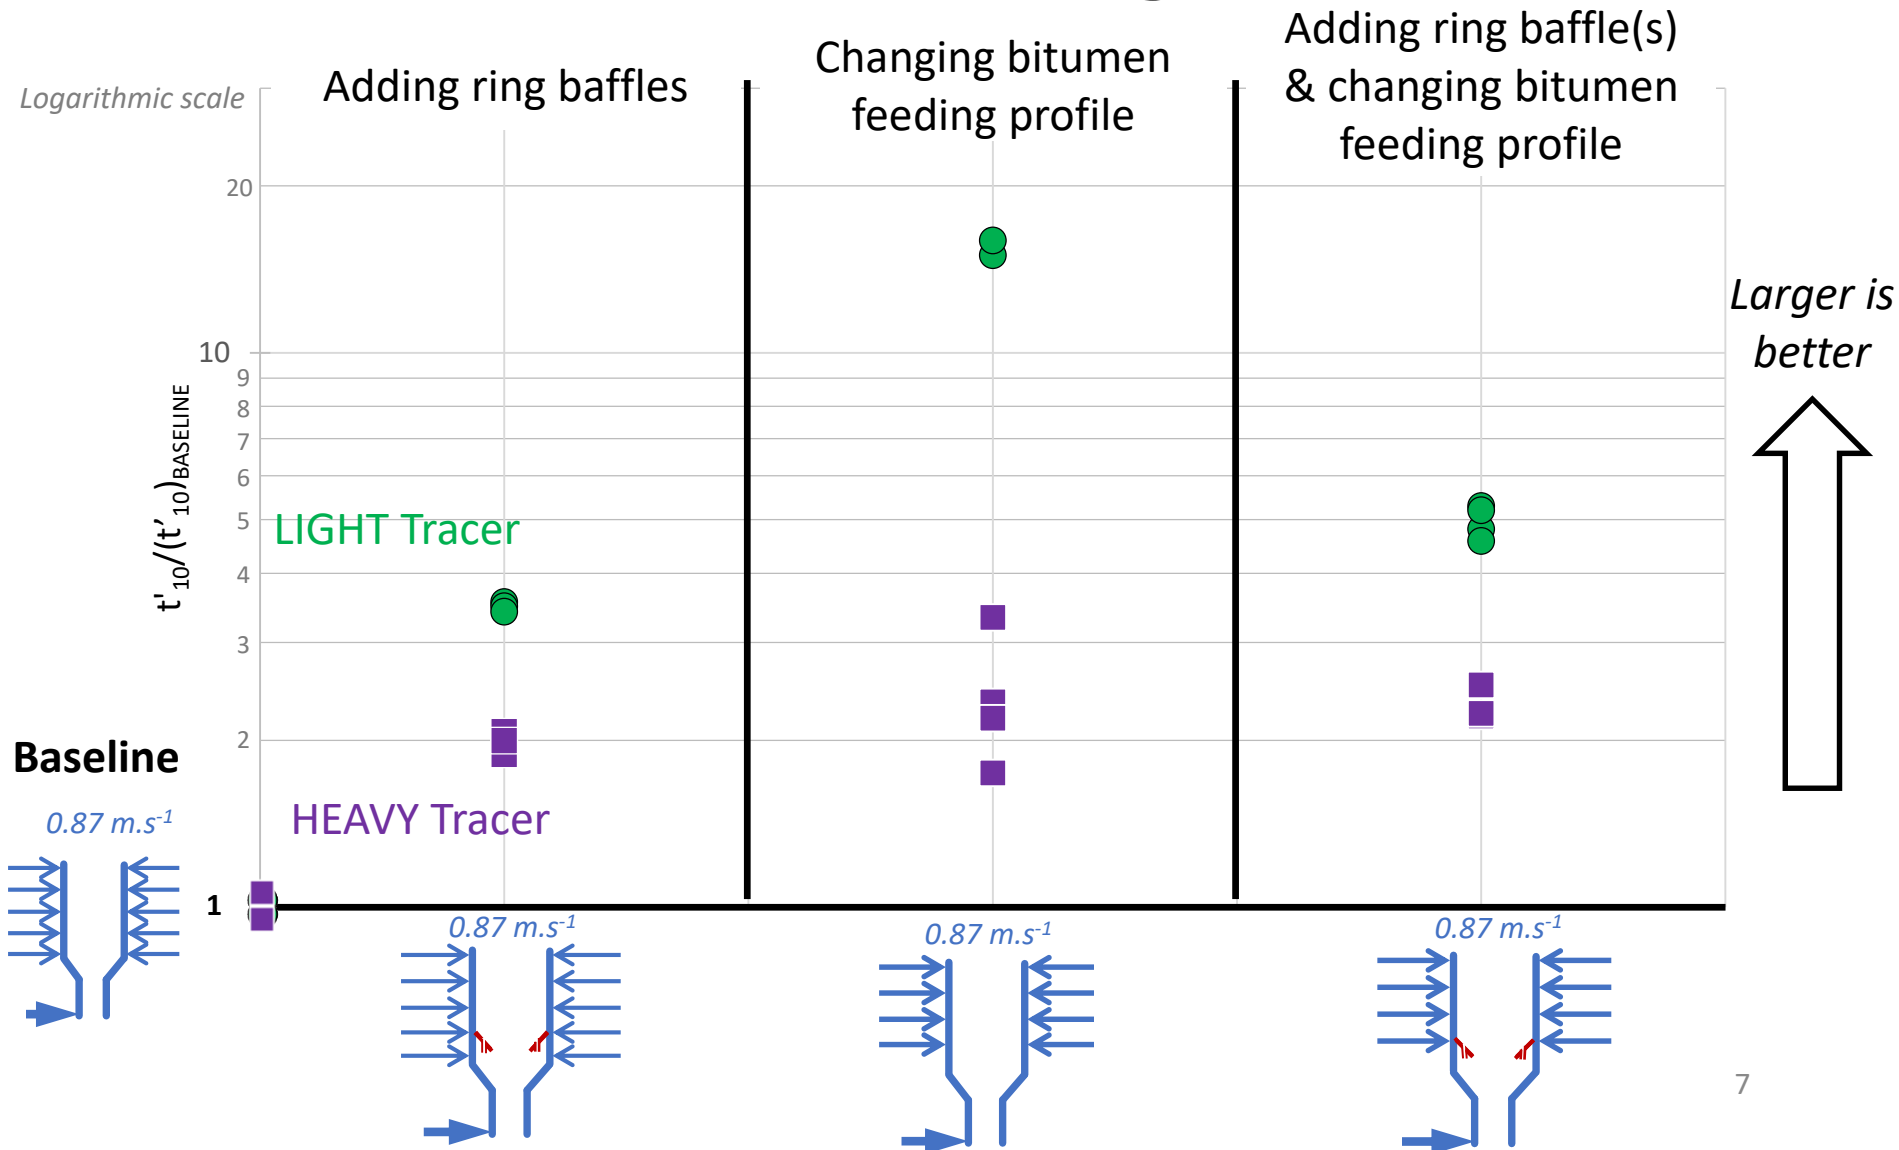 Adding ring baffles
Changing bitumen
feeding profile
Adding ring baffle(s)
& changing bitumen
feeding profile
Logarithmic scale
20
10
9
8
7
6
5
4
3
2
1
t'10/(t'10)BASELINE
LIGHT Tracer
HEAVY Tracer
Larger is
better
Baseline
0.87 m.s-1
0.87 m.s-1
0.87 m.s-1
0.87 m.s-1
7